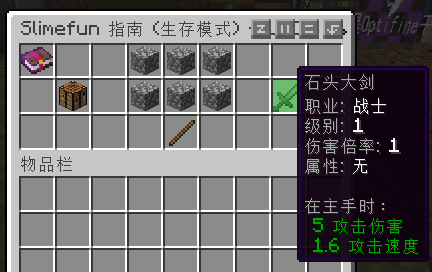 Slimefun 指南 (生存模式)
Optifine
石头大剑
职业: 战士
级别: 1
伤害倍率: 1
属性: 无
在主手时:
5 攻击伤害
1.6 攻击速度
物品栏